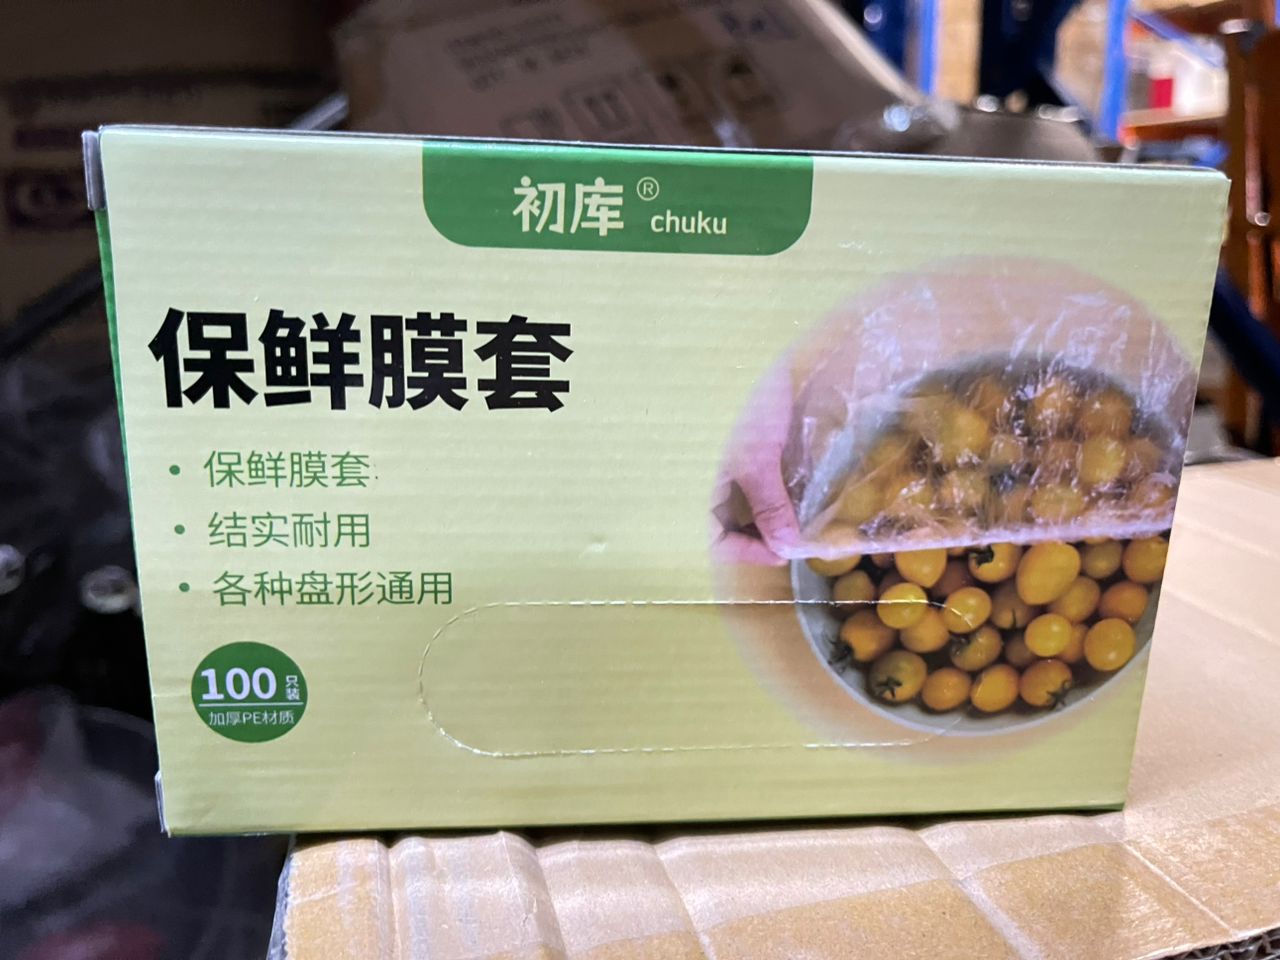 初库® chuku
保鲜膜套
• 保鲜膜套
• 结实耐用
• 各种盘形通用
100只装
加厚PE材质